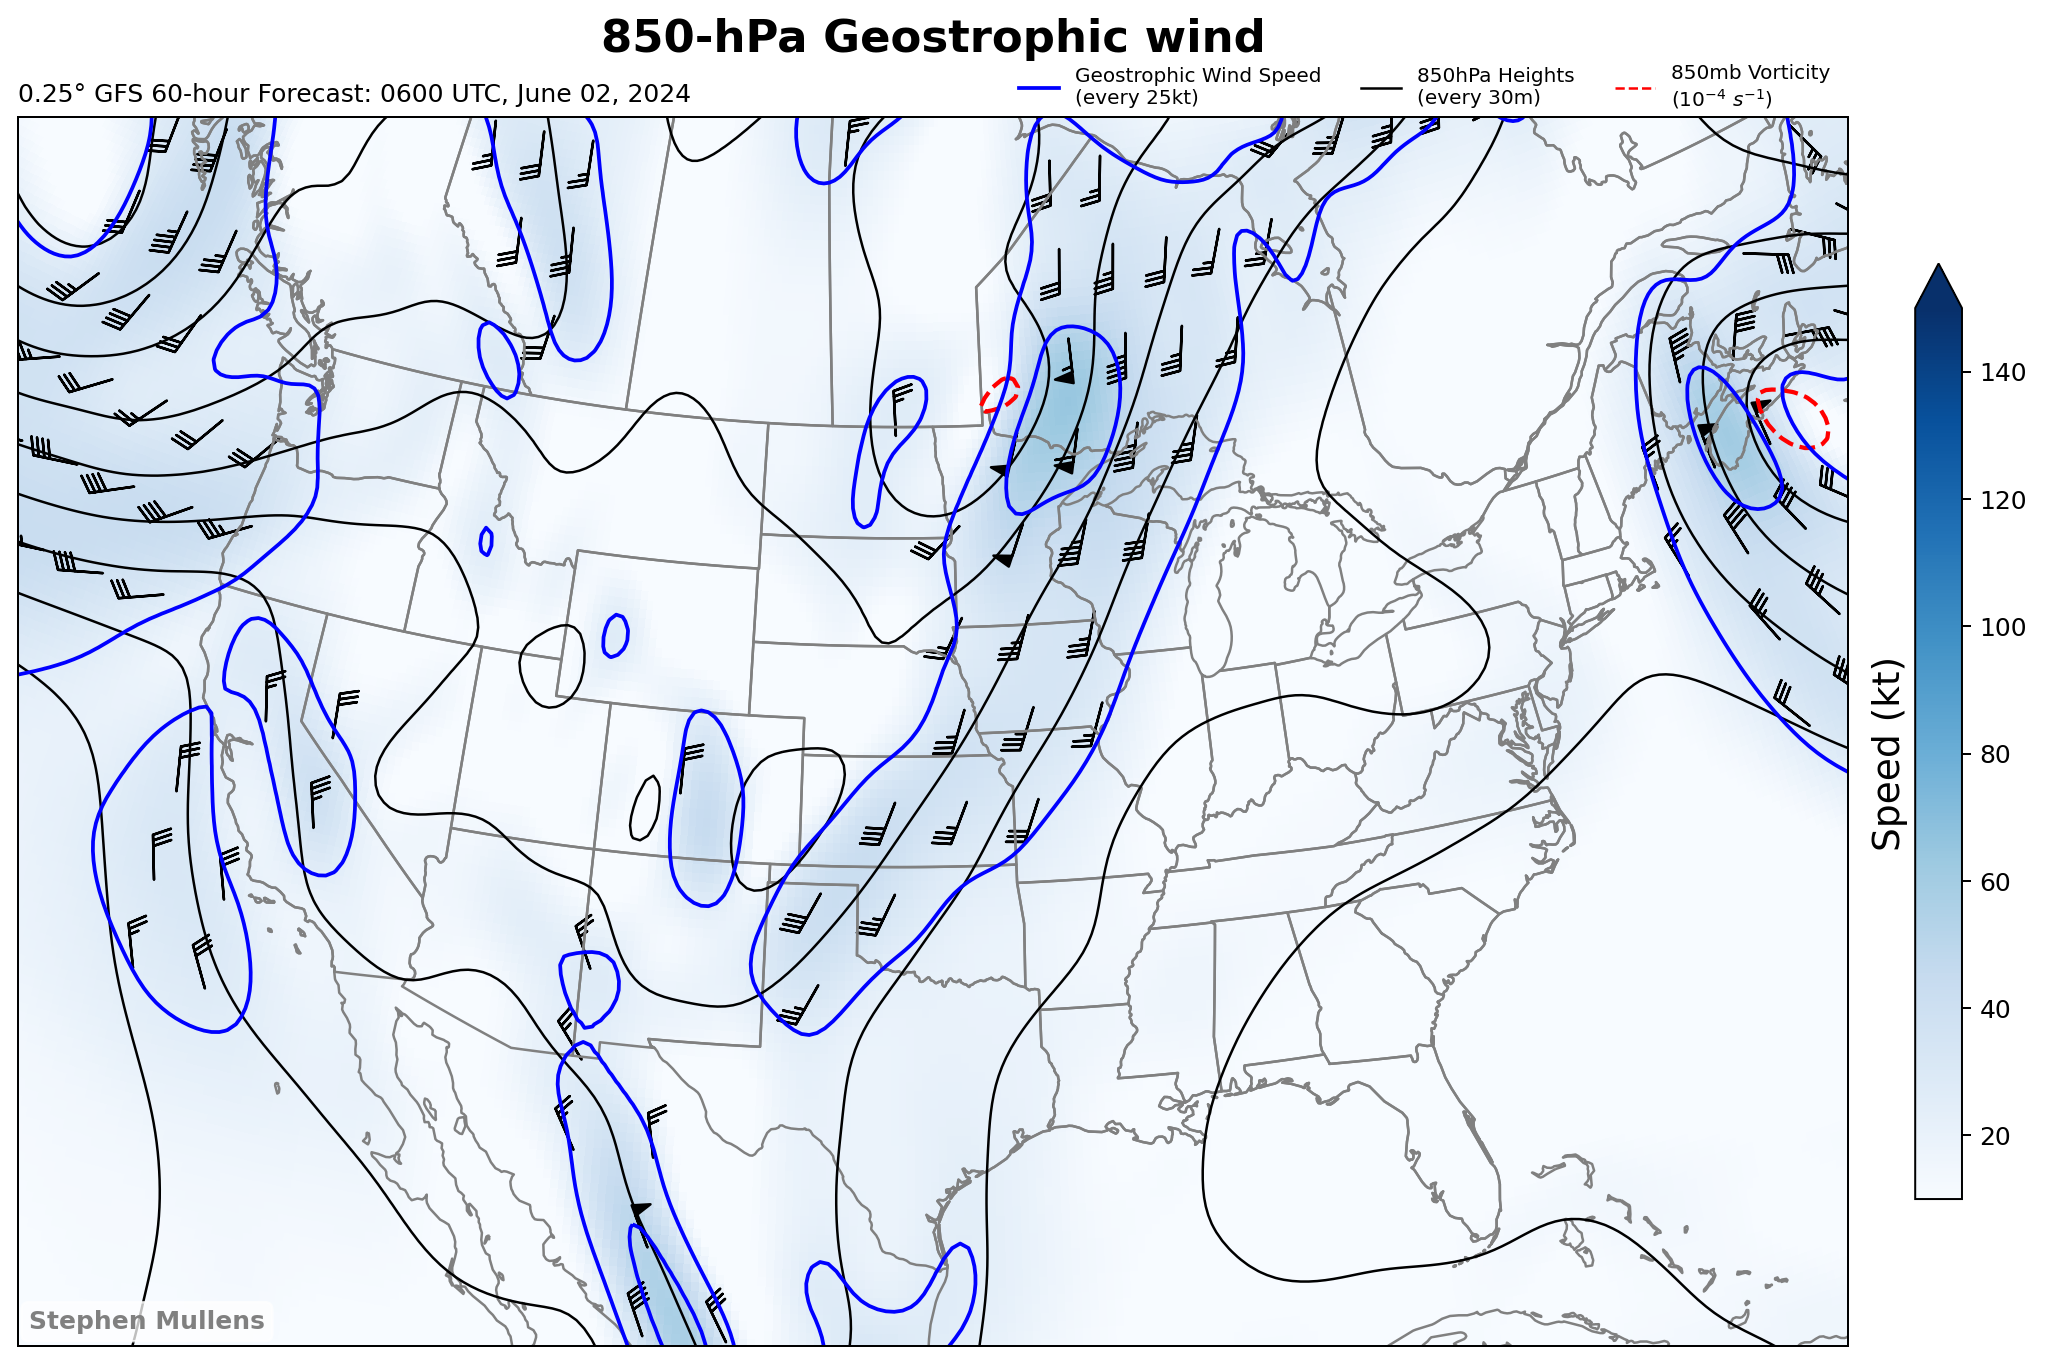 850-hPa Geostrophic wind
0.25° GFS 60-hour Forecast: 0600 UTC, June 02, 2024
Geostrophic Wind Speed
(every 25kt)
850hPa Heights
(every 30m)
850mb Vorticity
(10⁻⁴ s⁻¹)
140
120
100
80
60
40
20
Speed (kt)
Stephen Mullens